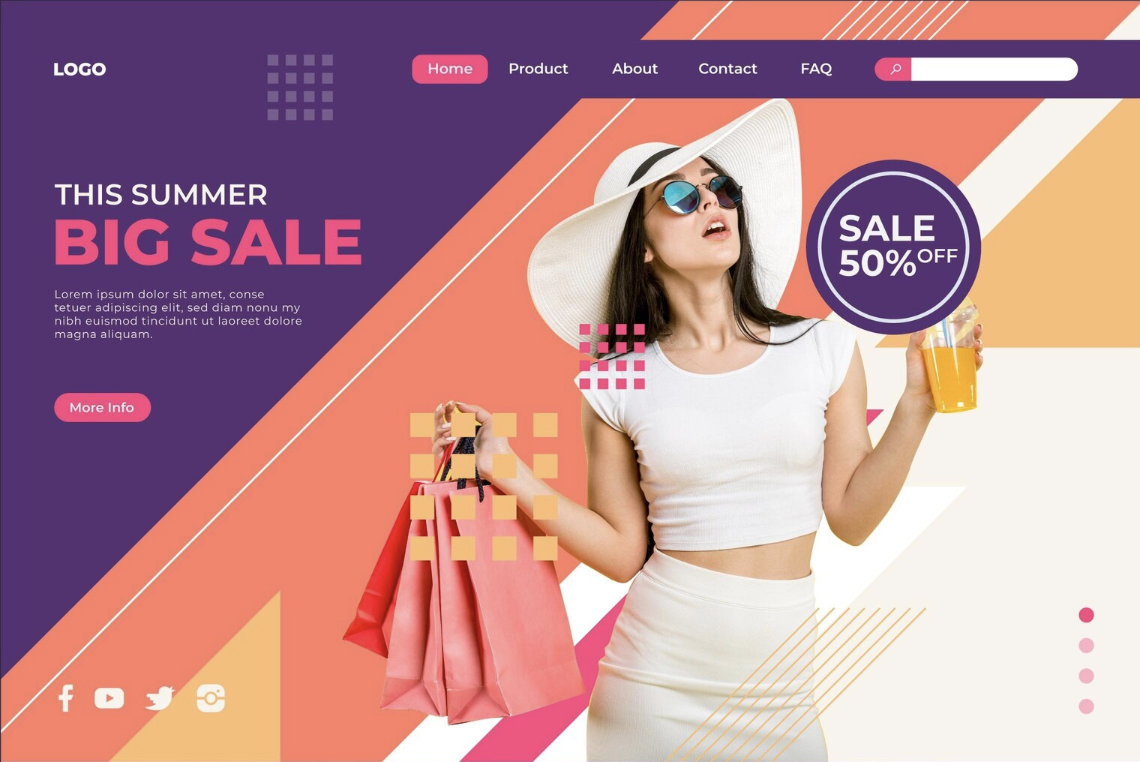 LOGO
Home Product About Contact FAQ
THIS SUMMER
BIG SALE
Lorem ipsum dolor sit amet, conse
tetuer adipiscing elit, sed diam nonu my
nibh euismod tincidunt ut laoreet dolore
magna aliquam.
More Info
SALE
50%OFF